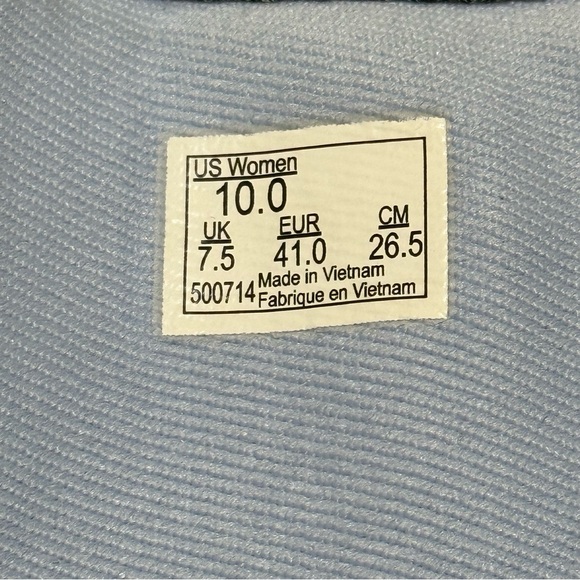 US Women
10.0
UK EUR CM
7.5 41.0 26.5
500714 Made in Vietnam
Fabrique en Vietnam